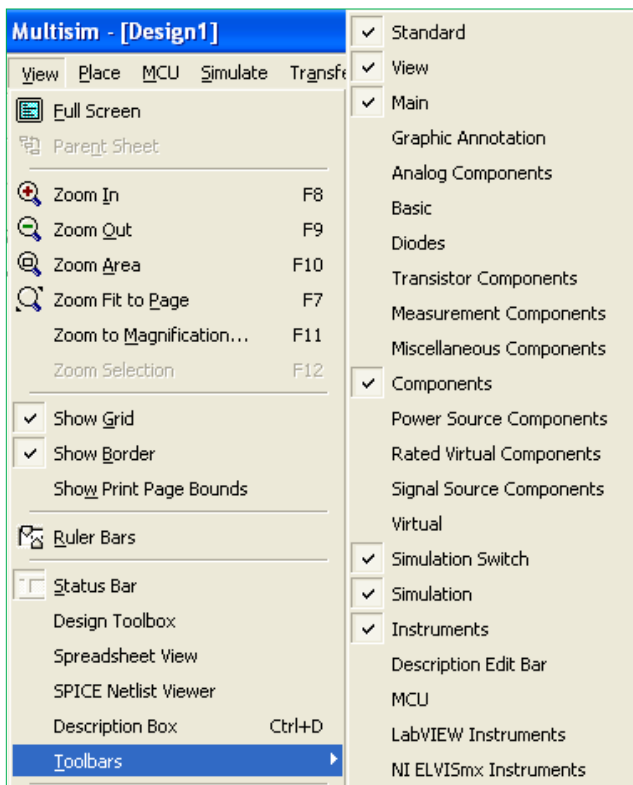 Multisim - [Design1]
View Place MCU Simulate Transfe
Full Screen
Parent Sheet
Zoom In F8
Zoom Out F9
Zoom Area F10
Zoom Fit to Page F7
Zoom to Magnification... F11
Zoom Selection F12
Show Grid
Show Border
Show Print Page Bounds
Ruler Bars
Status Bar
Design Toolbox
Spreadsheet View
SPICE Netlist Viewer
Description Box Ctrl+D
Toolbars
Standard
View
Main
Graphic Annotation
Analog Components
Basic
Diodes
Transistor Components
Measurement Components
Miscellaneous Components
Components
Power Source Components
Rated Virtual Components
Signal Source Components
Virtual
Simulation Switch
Simulation
Instruments
Description Edit Bar
MCU
LabVIEW Instruments
NI ELVISmx Instruments